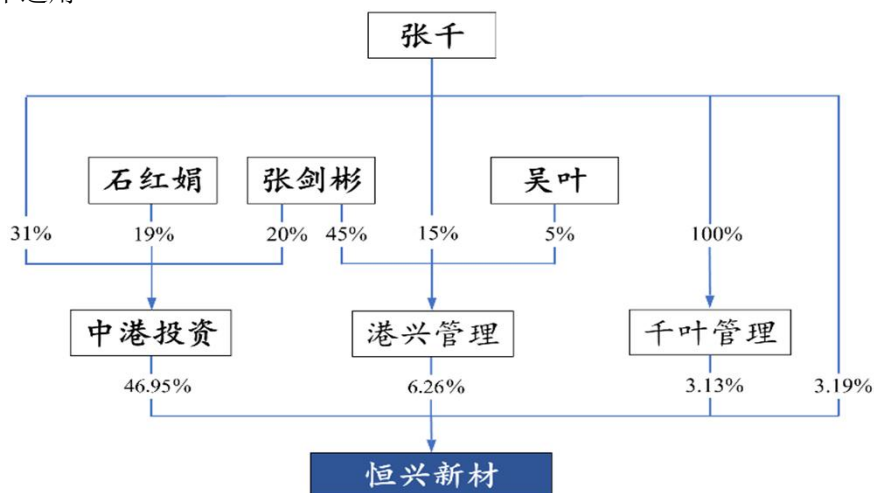 张千
石红娟 张剑彬 吴叶
31% 19% 20% 45% 15% 5% 100%
中港投资 港兴管理 千叶管理
46.95% 6.26% 3.13% 3.19%
恒兴新材